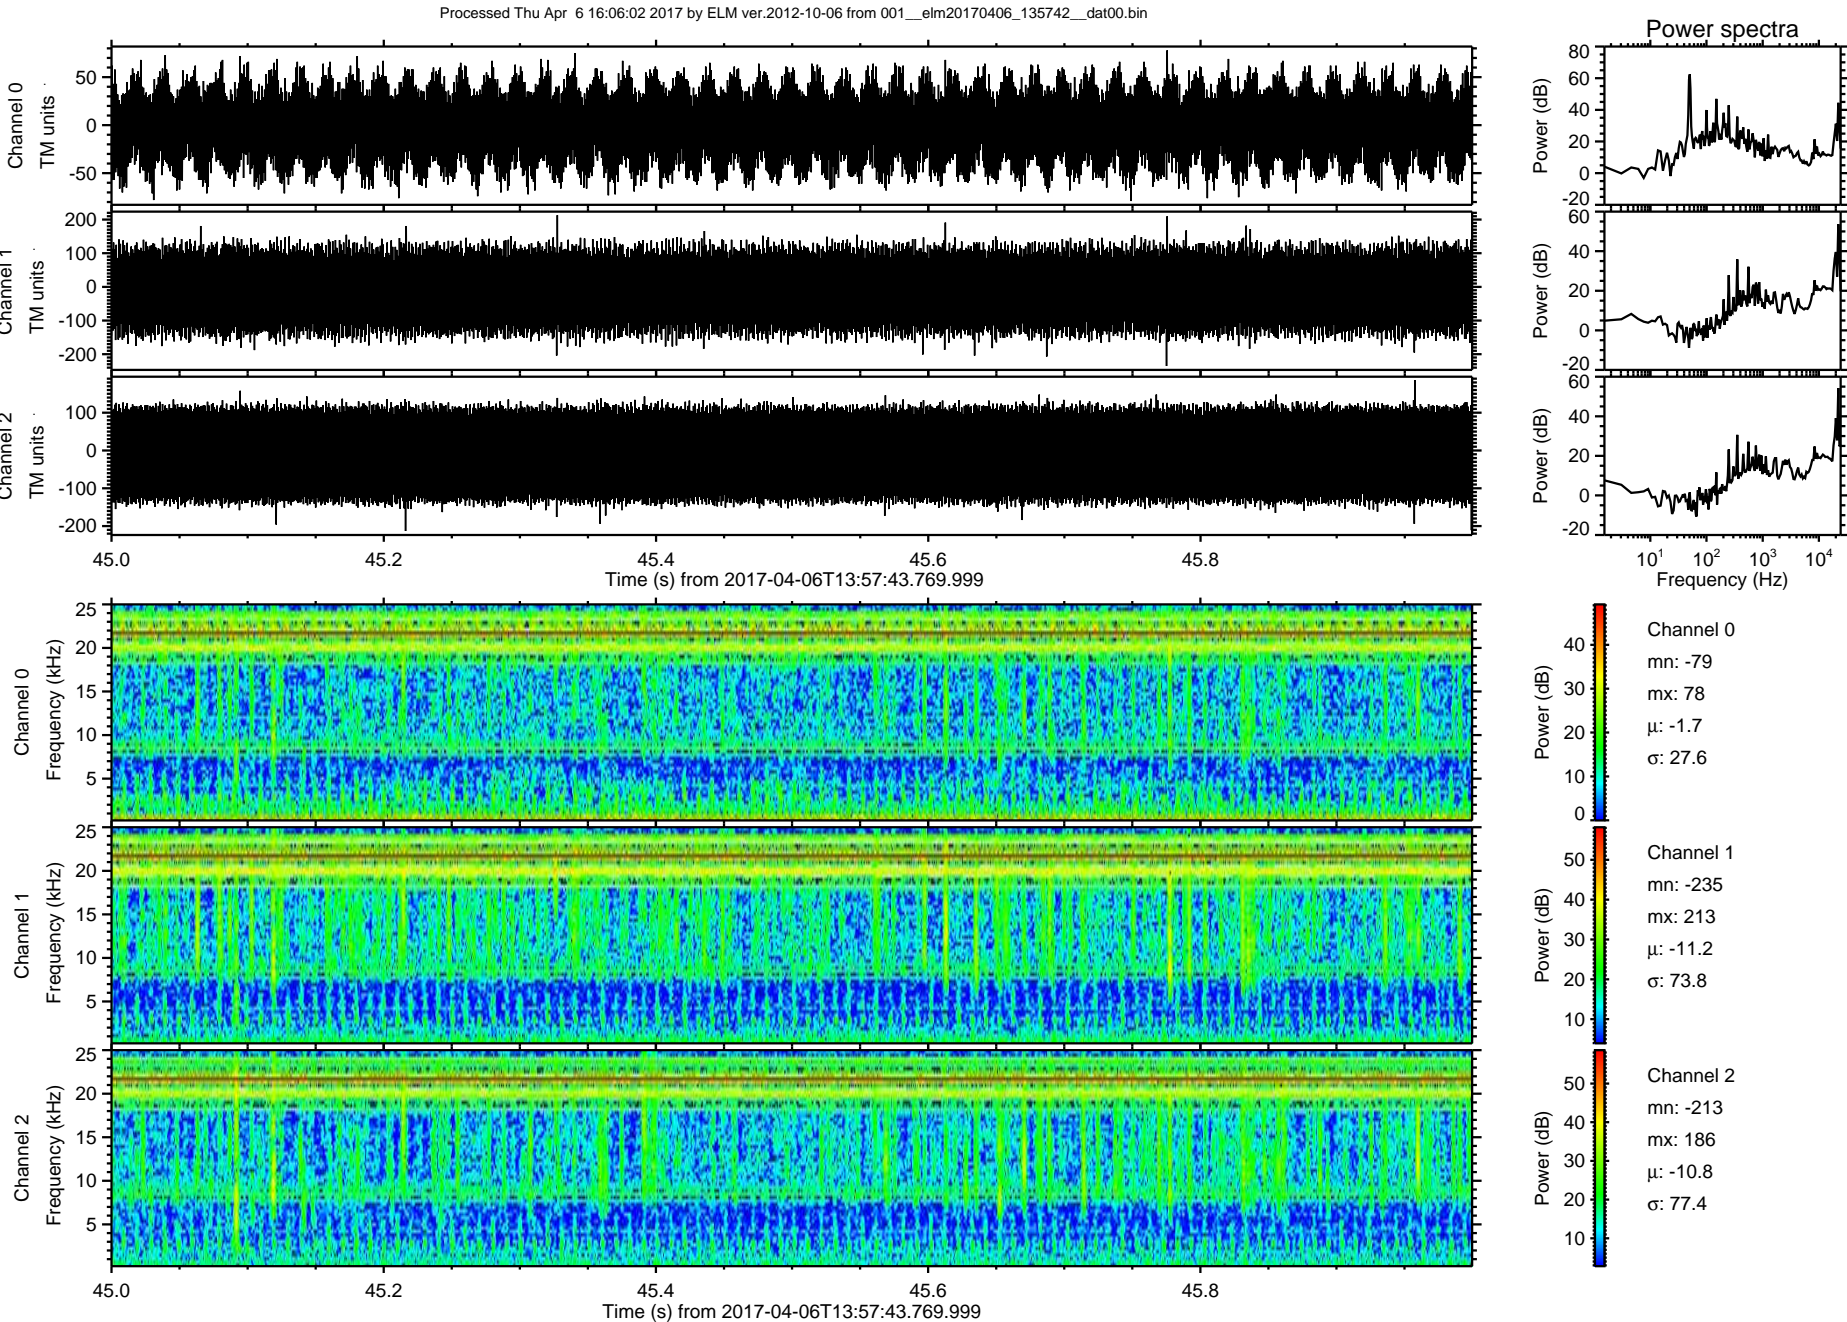 Processed Thu Apr  6 16:06:02 2017 by ELM ver.2012-10-06 from 001__elm20170406_135742__dat00.bin
Power spectra
Channel 0
TM units
50
0
-50
Power (dB)
80
60
40
20
0
-20
Channel 1
TM units
200
100
0
-100
-200
Power (dB)
60
40
20
0
-20
Channel 2
TM units
100
0
-100
-200
Power (dB)
60
40
20
0
-20
45.0 45.2 45.4 45.6 45.8
Time (s) from 2017-04-06T13:57:43.769.999
10^1 10^2 10^3 10^4
Frequency (Hz)
Channel 0
Frequency (kHz)
25
20
15
10
5
Power (dB)
40
30
20
10
0
Channel 0
mn: -79
mx: 78
μ: -1.7
σ: 27.6
Channel 1
Frequency (kHz)
25
20
15
10
5
Power (dB)
50
40
30
20
10
Channel 1
mn: -235
mx: 213
μ: -11.2
σ: 73.8
Channel 2
Frequency (kHz)
25
20
15
10
5
Power (dB)
50
40
30
20
10
Channel 2
mn: -213
mx: 186
μ: -10.8
σ: 77.4
45.0 45.2 45.4 45.6 45.8
Time (s) from 2017-04-06T13:57:43.769.999